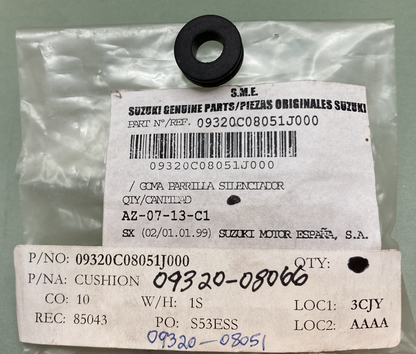 S.M.E.
SUZUKI GENUINE PARTS/PIEZAS ORIGINALES SUZUKI
PART Nº/REF. 09320C08051J000
09320C08051J000
/ GOMA PARRILLA SILENCIADOR
QTY/CANTIDAD
AZ-07-13-C1
SX (02/01.01.99) SUZUKI MOTOR ESPAÑA, S.A.
P/NO: 09320C08051J000 QTY:
P/NA: CUSHION 09320-08066
CO: 10 W/H: 1S LOC1: 3CJY
REC: 85043 PO: S53ESS LOC2: AAAA
09320-08051